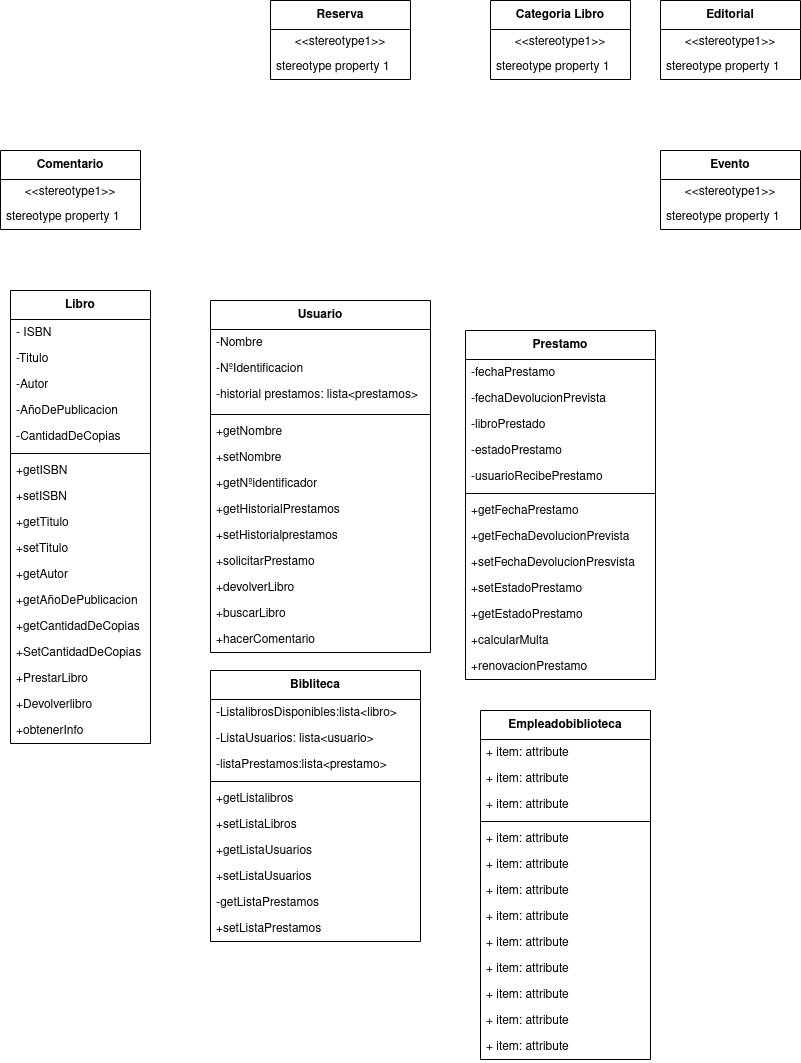 Reserva
<<stereotype1>>
stereotype property 1
Categoria Libro
<<stereotype1>>
stereotype property 1
Editorial
<<stereotype1>>
stereotype property 1
Comentario
<<stereotype1>>
stereotype property 1
Evento
<<stereotype1>>
stereotype property 1
Libro
- ISBN
-Titulo
-Autor
-AñoDePublicacion
-CantidadDeCopias
+getISBN
+setISBN
+getTitulo
+setTitulo
+getAutor
+getAñoDePublicacion
+getCantidadDeCopias
+SetCantidadDeCopias
+PrestarLibro
+Devolverlibro
+obtenerInfo
Usuario
-Nombre
-NºIdentificacion
-historial prestamos: lista<prestamos>
+getNombre
+setNombre
+getNºidentificador
+getHistorialPrestamos
+setHistorialprestamos
+solicitarPrestamo
+devolverLibro
+buscarLibro
+hacerComentario
Prestamo
-fechaPrestamo
-fechaDevolucionPrevista
-libroPrestado
-estadoPrestamo
-usuarioRecibePrestamo
+getFechaPrestamo
+getFechaDevolucionPrevista
+setFechaDevolucionPresvista
+setEstadoPrestamo
+getEstadoPrestamo
+calcularMulta
+renovacionPrestamo
Bibliteca
-ListalibrosDisponibles:lista<libro>
-ListaUsuarios: lista<usuario>
-listaPrestamos:lista<prestamo>
+getListalibros
+setListaLibros
+getListaUsuarios
+setListaUsuarios
-getListaPrestamos
+setListaPrestamos
Empleadobiblioteca
+ item: attribute
+ item: attribute
+ item: attribute
+ item: attribute
+ item: attribute
+ item: attribute
+ item: attribute
+ item: attribute
+ item: attribute
+ item: attribute
+ item: attribute
+ item: attribute